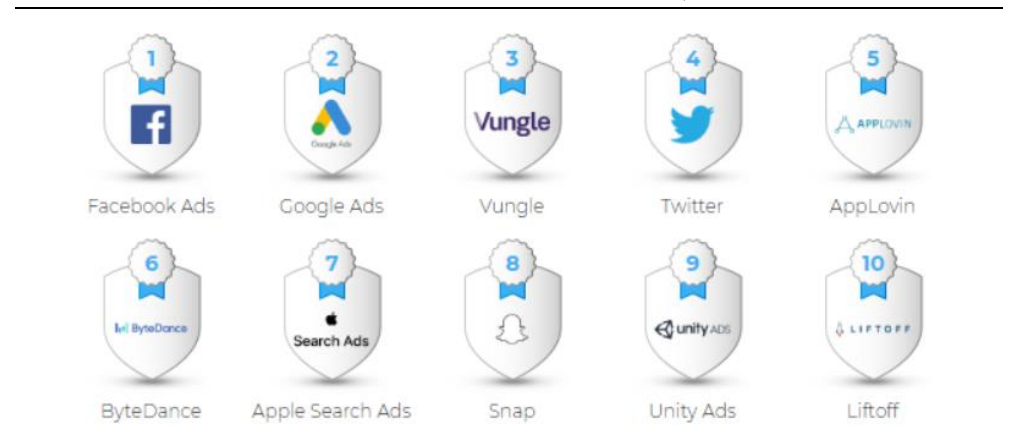 1 2 3 4 5
Google Ads Vungle APPLOVIN
Facebook Ads Google Ads Vungle Twitter AppLovin
6 7 8 9 10
ByteDance Search Ads unity ADS LIFTOFF
ByteDance Apple Search Ads Snap Unity Ads Liftoff